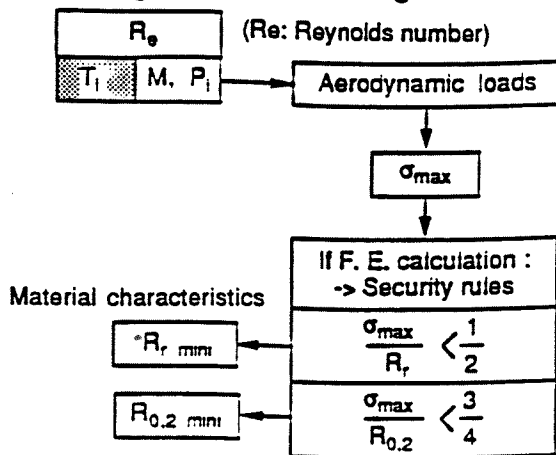 Re (Re: Reynolds number)
Ti M, Pi
Aerodynamic loads
σmax
If F. E. calculation :
-> Security rules
Material characteristics
Rr mini
σmax / Rr < 1/2
R0.2 mini
σmax / R0.2 < 3/4